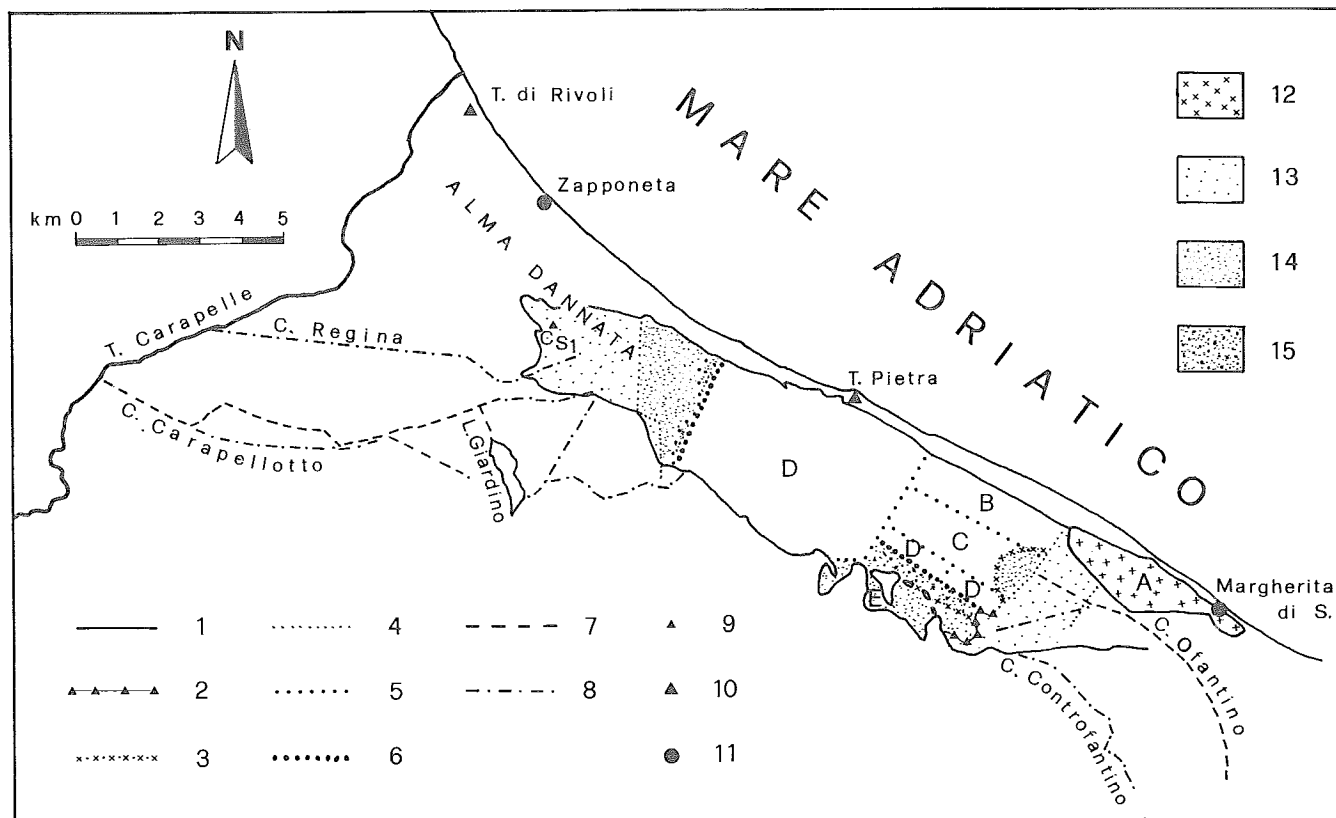 N
km 0 1 2 3 4 5
T. di Rivoli
Zapponeta
MARE ADRIATICO
ALMA DANNATA
T. Carapelle
C. Regina
C. Carapellotto
L. Giardino
CS1
T. Pietra
D
B
C
D
D
E
A
Margherita
di S.
C. Ofantino
C. Controfantino
1
2
3
4
5
6
7
8
9
10
11
12
13
14
15